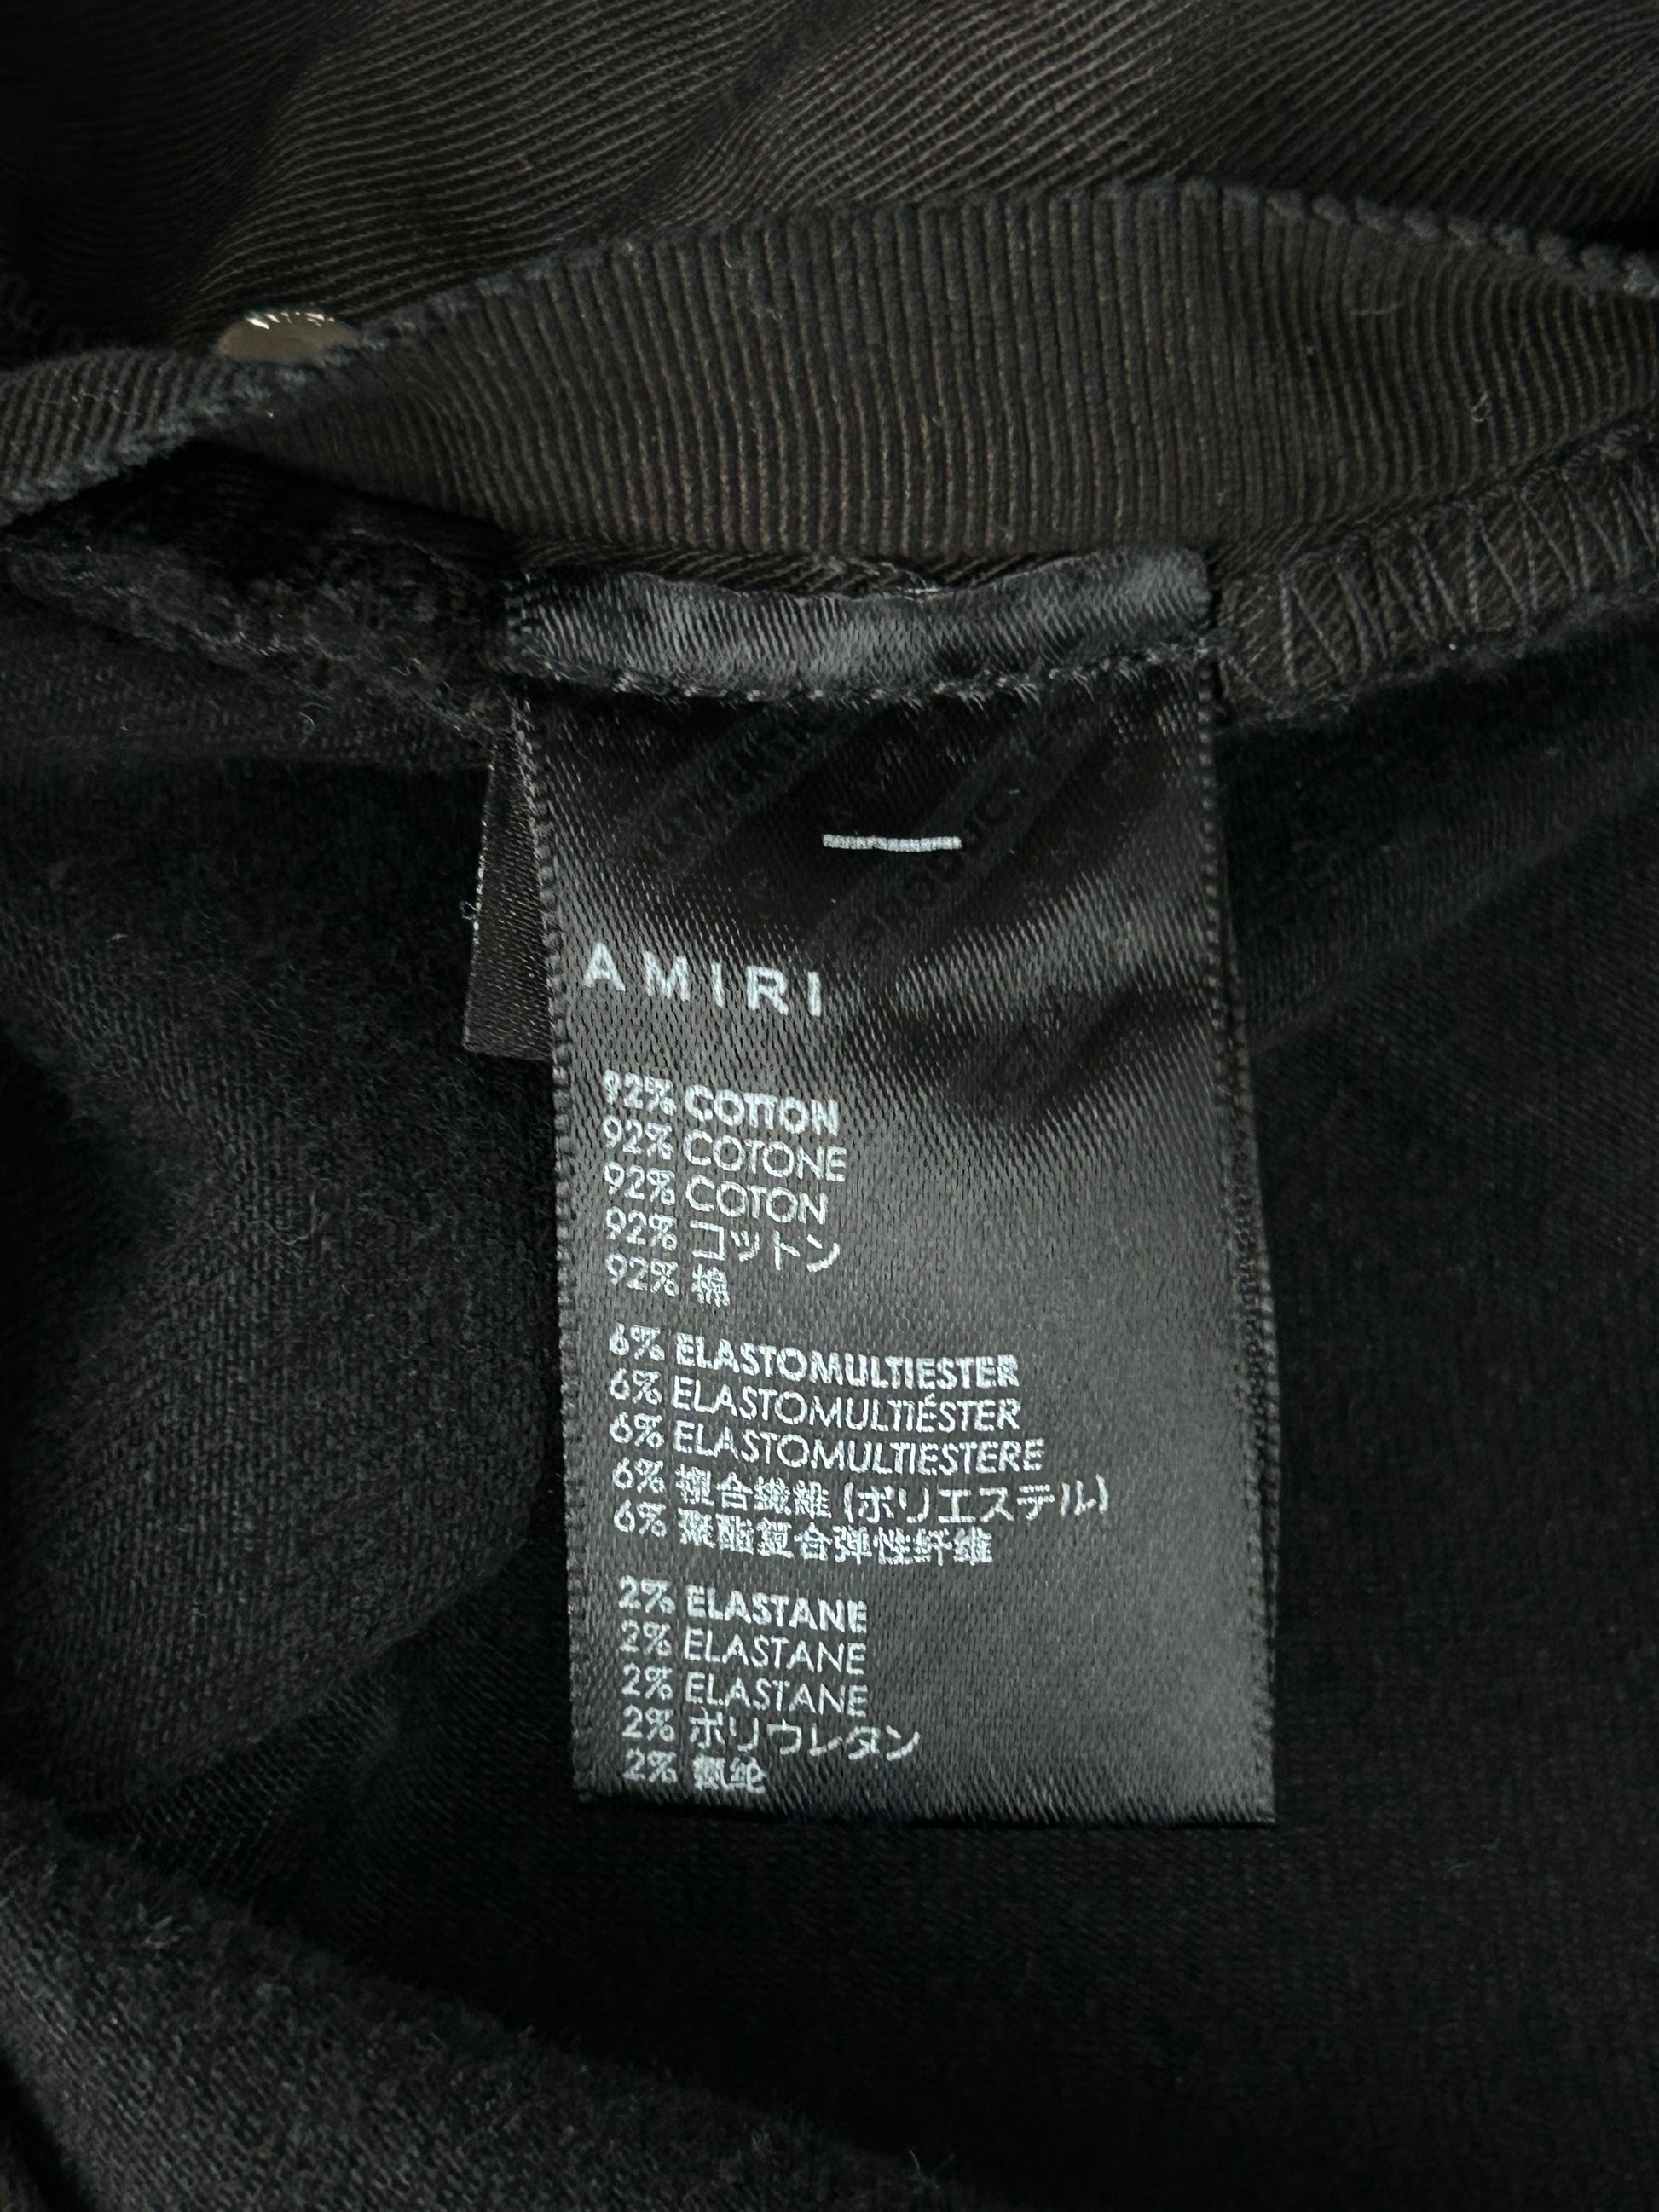 AMIRI
92% COTTON
92% COTONE
92% COTON
92% コットン
92% 棉
6% ELASTOMULTIESTER
6% ELASTOMULTIÉSTER
6% ELASTOMULTIESTERE
6% 複合繊維 (ポリエステル)
6% 聚酯复合弹性纤维
2% ELASTANE
2% ELASTANE
2% ELASTANE
2% ポリウレタン
2% 氨纶